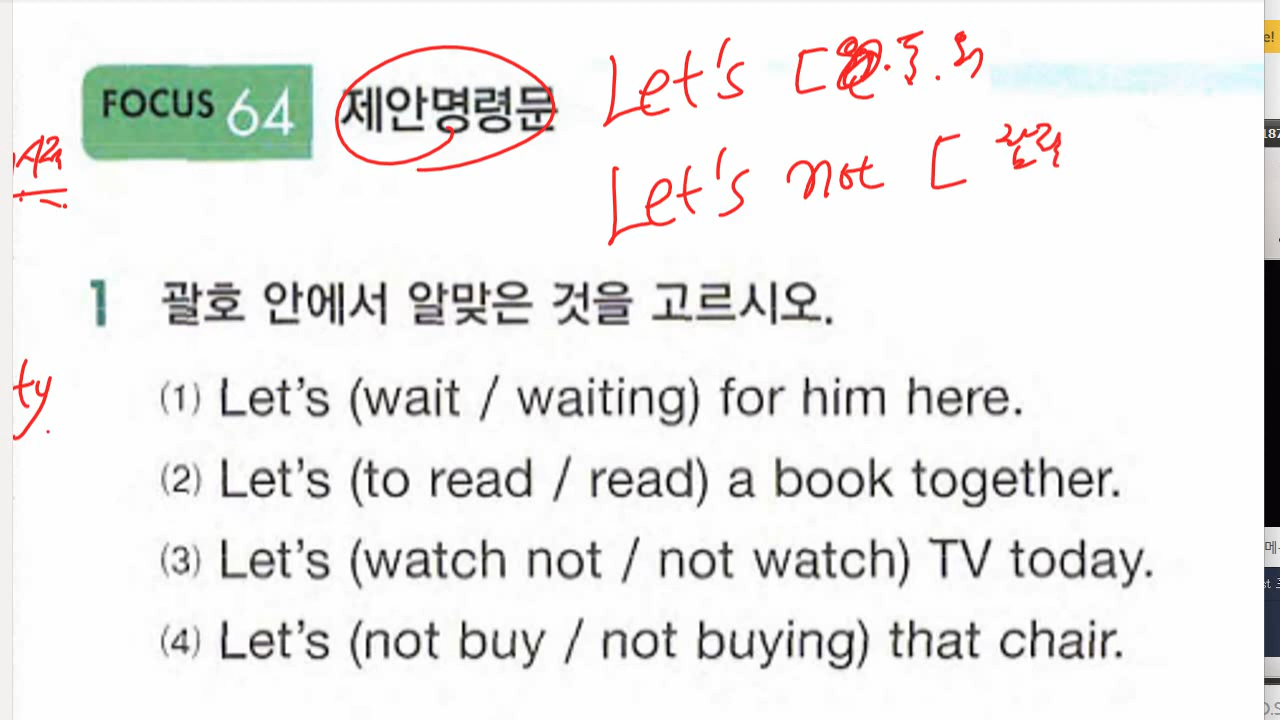 FOCUS 64 제안명령문
Let's
Let's not
ty
1 괄호 안에서 알맞은 것을 고르시오.
(1) Let's (wait / waiting) for him here.
(2) Let's (to read / read) a book together.
(3) Let's (watch not / not watch) TV today.
(4) Let's (not buy / not buying) that chair.